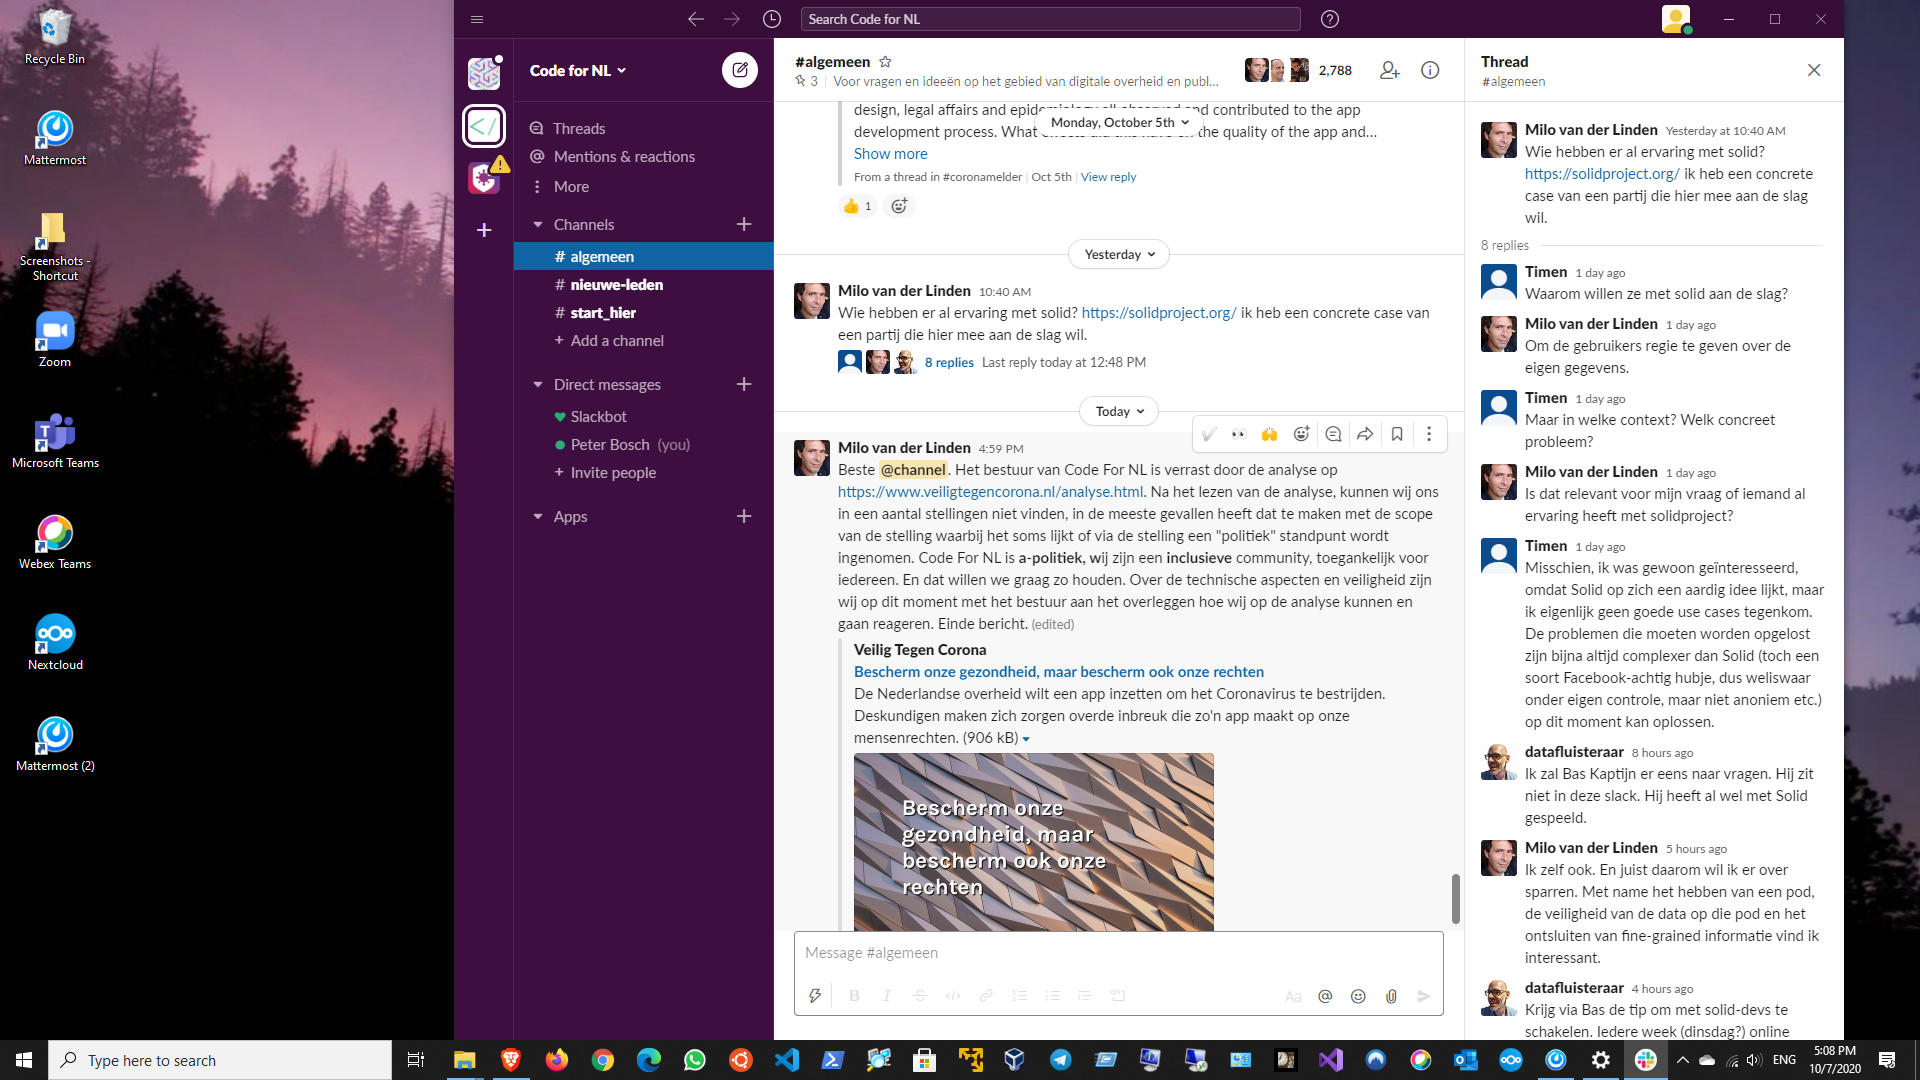 Recycle Bin
Mattermost
Screenshots -
Shortcut
Zoom
Microsoft Teams
Webex Teams
Nextcloud
Mattermost (2)
Search Code for NL
Code for NL
Threads
Mentions & reactions
More
Channels
# algemeen
# nieuwe-leden
# start_hier
+ Add a channel
Direct messages
Slackbot
Peter Bosch (you)
+ Invite people
Apps
#algemeen
3 | Voor vragen en ideeën op het gebied van digitale overheid en publ...
2,788
design, legal affairs and epidemiology all observed and contributed to the app
Monday, October 5th
development process. What effects did this have on the quality of the app and...
Show more
From a thread in #coronamelder | Oct 5th | View reply
1
Yesterday
Milo van der Linden 10:40 AM
Wie hebben er al ervaring met solid? https://solidproject.org/ ik heb een concrete case van
een partij die hier mee aan de slag wil.
8 replies Last reply today at 12:48 PM
Today
Milo van der Linden 4:59 PM
Beste @channel. Het bestuur van Code For NL is verrast door de analyse op
https://www.veiligtegencorona.nl/analyse.html. Na het lezen van de analyse, kunnen wij ons
in een aantal stellingen niet vinden, in de meeste gevallen heeft dat te maken met de scope
van de stelling waarbij het soms lijkt of via de stelling een "politiek" standpunt wordt
ingenomen. Code For NL is a-politiek, wij zijn een inclusieve community, toegankelijk voor
iedereen. En dat willen we graag zo houden. Over de technische aspecten en veiligheid zijn
wij op dit moment met het bestuur aan het overleggen hoe wij op de analyse kunnen en
gaan reageren. Einde bericht. (edited)
Veilig Tegen Corona
Bescherm onze gezondheid, maar bescherm ook onze rechten
De Nederlandse overheid wilt een app inzetten om het Coronavirus te bestrijden.
Deskundigen maken zich zorgen overde inbreuk die zo'n app maakt op onze
mensenrechten. (906 kB)
Bescherm onze
gezondheid, maar
bescherm ook onze
rechten
Message #algemeen
Thread
#algemeen
Milo van der Linden Yesterday at 10:40 AM
Wie hebben er al ervaring met solid?
https://solidproject.org/ ik heb een concrete
case van een partij die hier mee aan de slag
wil.
8 replies
Timen 1 day ago
Waarom willen ze met solid aan de slag?
Milo van der Linden 1 day ago
Om de gebruikers regie te geven over de
eigen gegevens.
Timen 1 day ago
Maar in welke context? Welk concreet
probleem?
Milo van der Linden 1 day ago
Is dat relevant voor mijn vraag of iemand al
ervaring heeft met solidproject?
Timen 1 day ago
Misschien, ik was gewoon geïnteresseerd,
omdat Solid op zich een aardig idee lijkt, maar
ik eigenlijk geen goede use cases tegenkom.
De problemen die moeten worden opgelost
zijn bijna altijd complexer dan Solid (toch een
soort Facebook-achtig hubje, dus weliswaar
onder eigen controle, maar niet anoniem etc.)
op dit moment kan oplossen.
datafluisteraar 8 hours ago
Ik zal Bas Kaptijn er eens naar vragen. Hij zit
niet in deze slack. Hij heeft al wel met Solid
gespeeld.
Milo van der Linden 5 hours ago
Ik zelf ook. En juist daarom wil ik er over
sparren. Met name het hebben van een pod,
de veiligheid van de data op die pod en het
ontsluiten van fine-grained informatie vind ik
interessant.
datafluisteraar 4 hours ago
Krijg via Bas de tip om met solid-devs te
schakelen. Iedere week (dinsdag?) online
Type here to search
ENG
5:08 PM
10/7/2020